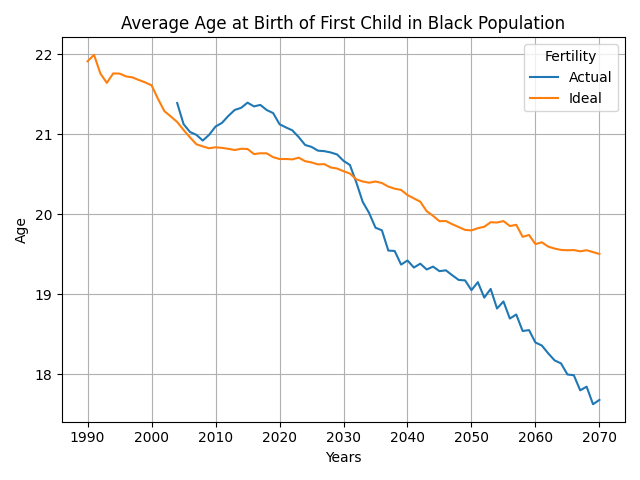 Average Age at Birth of First Child in Black Population
Fertility
Actual
Ideal
Age
22
21
20
19
18
1990 2000 2010 2020 2030 2040 2050 2060 2070
Years